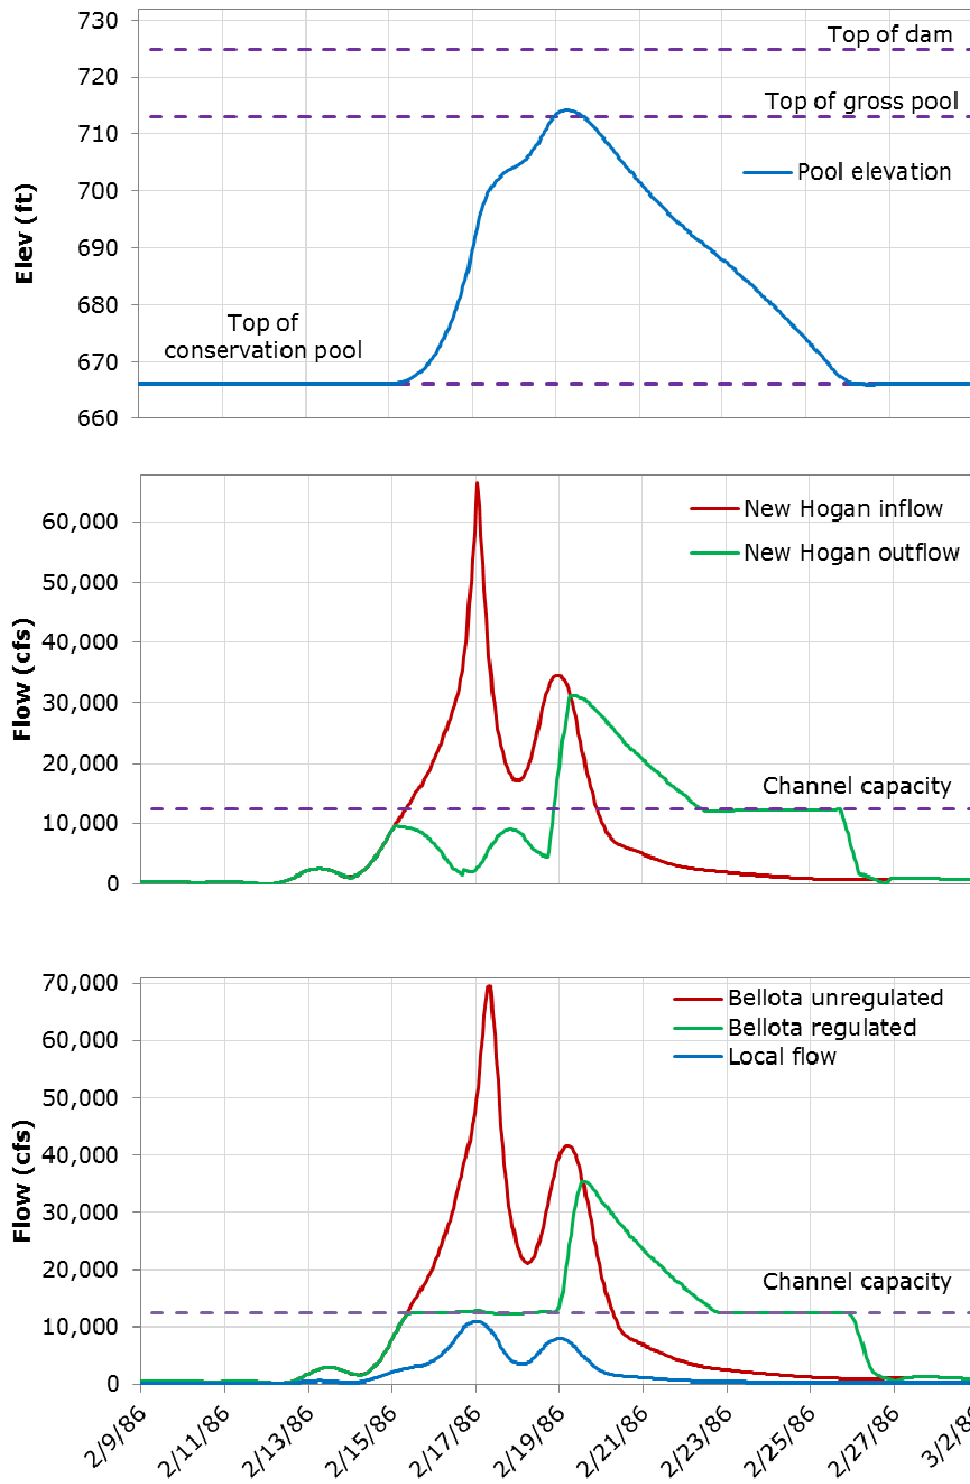 730
Top of dam
720
Top of gross pool
710
700
Pool elevation
690
680
Top of
conservation pool
670
660
Elev (ft)
60,000
New Hogan inflow
New Hogan outflow
50,000
40,000
30,000
20,000
Channel capacity
10,000
0
Flow (cfs)
70,000
Bellota unregulated
Bellota regulated
Local flow
60,000
50,000
40,000
30,000
20,000
Channel capacity
10,000
0
Flow (cfs)
2/9/86
2/11/86
2/13/86
2/15/86
2/17/86
2/19/86
2/21/86
2/23/86
2/25/86
2/27/86
3/2/8